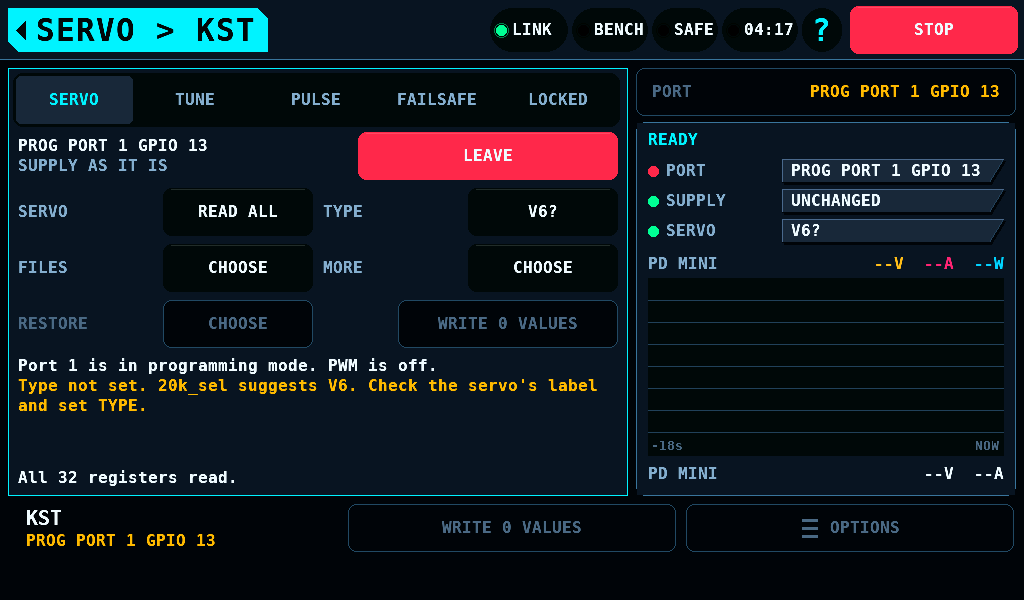 SERVO > KST
LINK
BENCH
SAFE
04:17
?
STOP
SERVO
TUNE
PULSE
FAILSAFE
LOCKED
PROG PORT 1 GPIO 13
SUPPLY AS IT IS
LEAVE
SERVO
READ ALL
TYPE
V6?
FILES
CHOOSE
MORE
CHOOSE
RESTORE
CHOOSE
WRITE 0 VALUES
Port 1 is in programming mode. PWM is off.
Type not set. 20k_sel suggests V6. Check the servo's label
and set TYPE.
All 32 registers read.
PORT
PROG PORT 1 GPIO 13
READY
PORT
PROG PORT 1 GPIO 13
SUPPLY
UNCHANGED
SERVO
V6?
PD MINI
--V
--A
--W
-18s
NOW
PD MINI
--V
--A
KST
PROG PORT 1 GPIO 13
WRITE 0 VALUES
OPTIONS